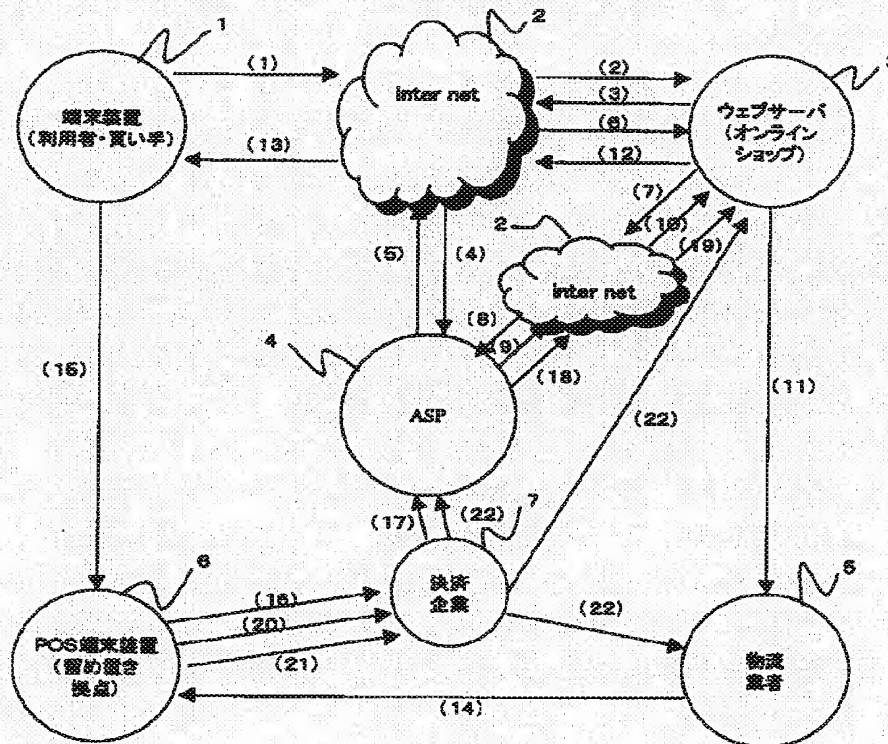 1
2
(1)
inter net
(2)
(3)
(6)
(12)
端末装置
(利用者・買い手)
(13)
ウェブサーバ
(オンライン
ショップ)
(7)
(10)
(19)
2
(5)
(4)
inter net
(8)
(9)
(18)
4
ASP
(15)
(11)
(22)
(17)
(22)
7
6
決済
企業
5
(16)
(20)
(21)
(22)
POS端末装置
(留め置き
拠点)
物流
業者
(14)